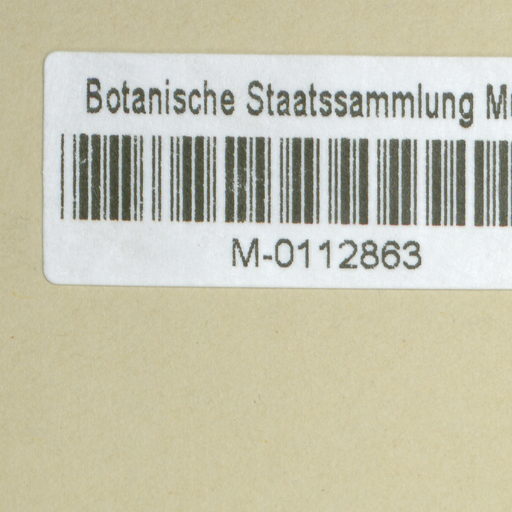 Botanische Staatssammlung
M-0112863